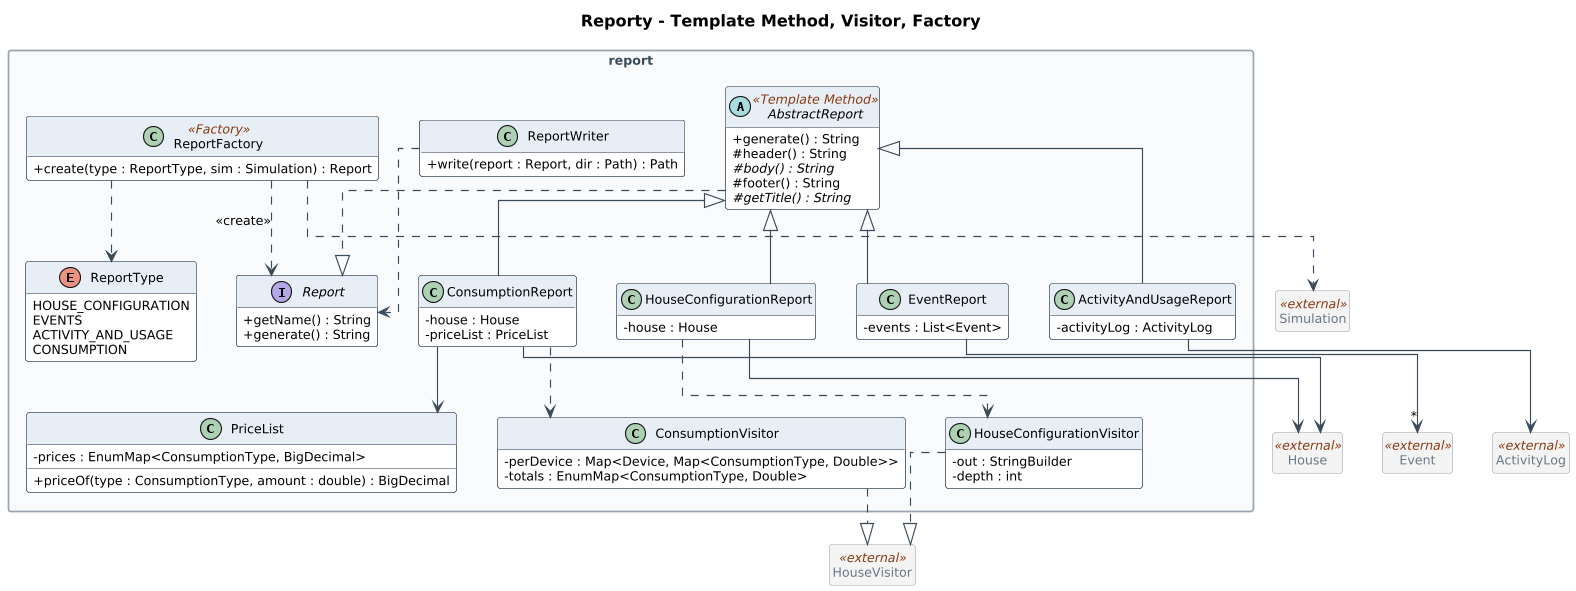 Reporty - Template Method, Visitor, Factory
report
«Factory»
ReportFactory
+create(type : ReportType, sim : Simulation) : Report
ReportWriter
+write(report : Report, dir : Path) : Path
«Template Method»
AbstractReport
+generate() : String
#header() : String
#body() : String
#footer() : String
#getTitle() : String
«create»
ReportType
HOUSE_CONFIGURATION
EVENTS
ACTIVITY_AND_USAGE
CONSUMPTION
Report
+getName() : String
+generate() : String
ConsumptionReport
-house : House
-priceList : PriceList
HouseConfigurationReport
-house : House
EventReport
-events : List<Event>
ActivityAndUsageReport
-activityLog : ActivityLog
«external»
Simulation
PriceList
-prices : EnumMap<ConsumptionType, BigDecimal>
+priceOf(type : ConsumptionType, amount : double) : BigDecimal
ConsumptionVisitor
-perDevice : Map<Device, Map<ConsumptionType, Double>>
-totals : EnumMap<ConsumptionType, Double>
HouseConfigurationVisitor
-out : StringBuilder
-depth : int
«external»
House
*
«external»
Event
«external»
ActivityLog
«external»
HouseVisitor